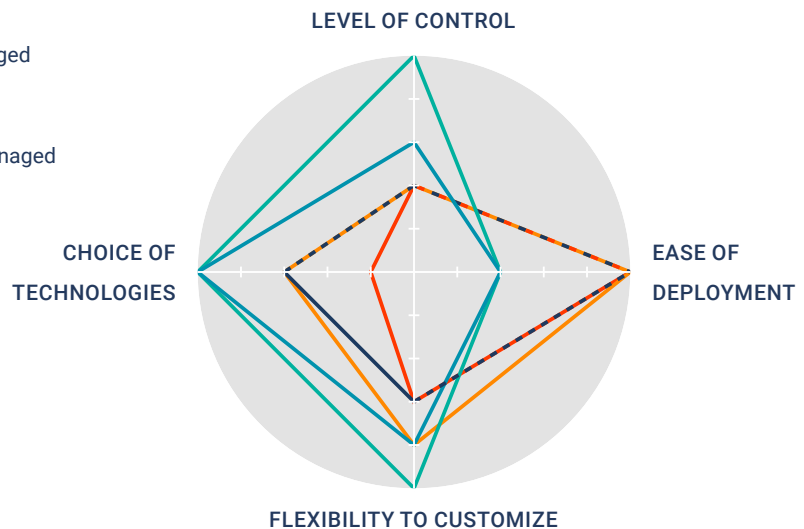 LEVEL OF CONTROL
ged
naged
CHOICE OF
TECHNOLOGIES
EASE OF
DEPLOYMENT
FLEXIBILITY TO CUSTOMIZE